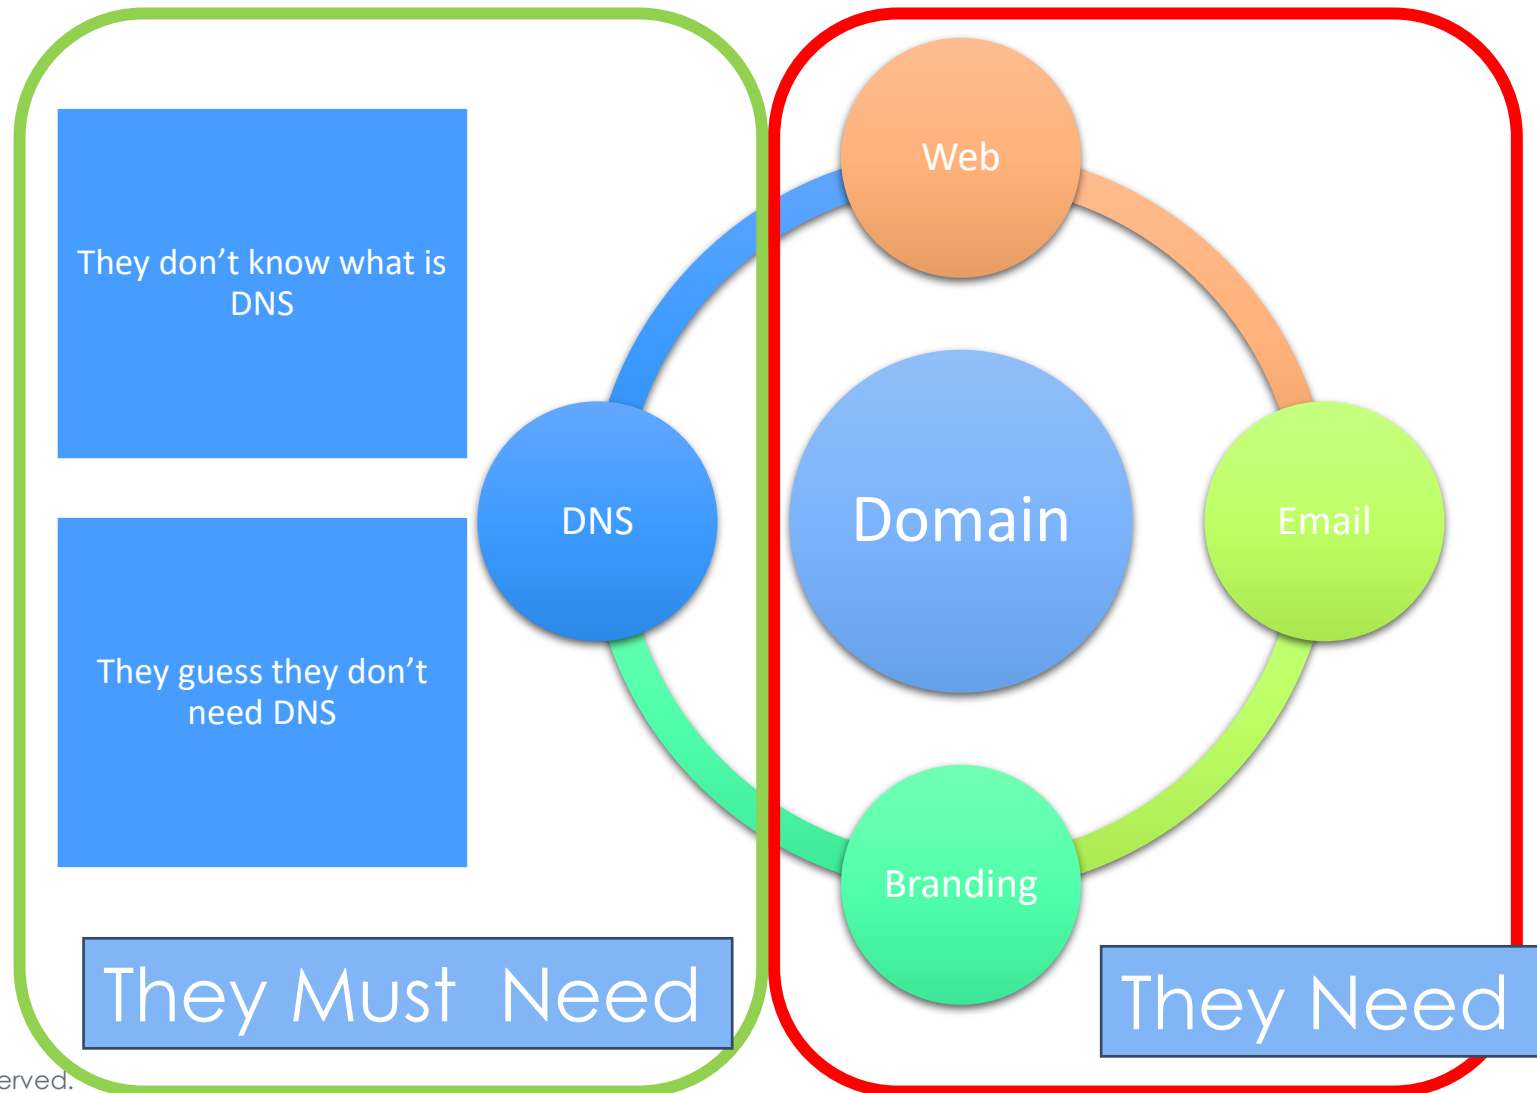 They don’t know what is
DNS
They guess they don’t
need DNS
They Must Need
Web
DNS
Domain
Email
Branding
They Need